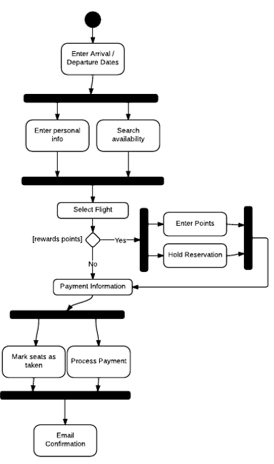 Enter Arrival /
Departure Dates
Enter personal
info
Search
availability
Select Flight
[rewards points]
Yes
Enter Points
Hold Reservation
No
Payment Information
Mark seats as
taken
Process Payment
Email
Confirmation